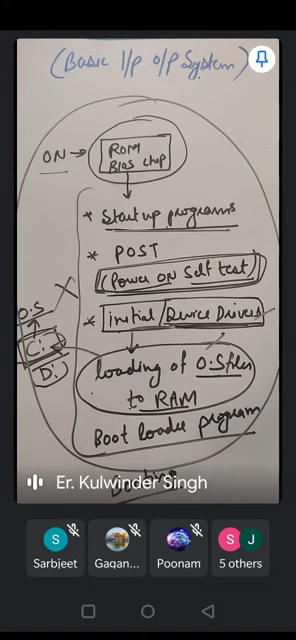 (Basic I/p O/p System)
ON → ROM
BIOS chip
* Start up programs
* POST
(Power ON Self test)
* initial Device Drivers
O.S
C:
D:
loading of O.S files
to RAM
Boot loader program
Er. Kulwinder Singh
S
S J
Sarbjeet
Gagan...
Poonam
5 others